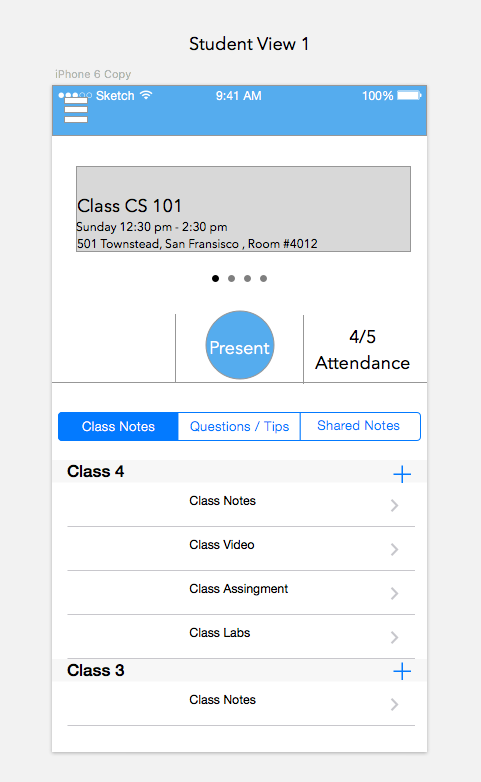 Student View 1
iPhone 6 Copy
Sketch 9:41 AM 100%
Class CS 101
Sunday 12:30 pm - 2:30 pm
501 Townstead, San Fransisco , Room #4012
Present
4/5
Attendance
Class Notes Questions / Tips Shared Notes
Class 4
Class Notes
Class Video
Class Assingment
Class Labs
Class 3
Class Notes